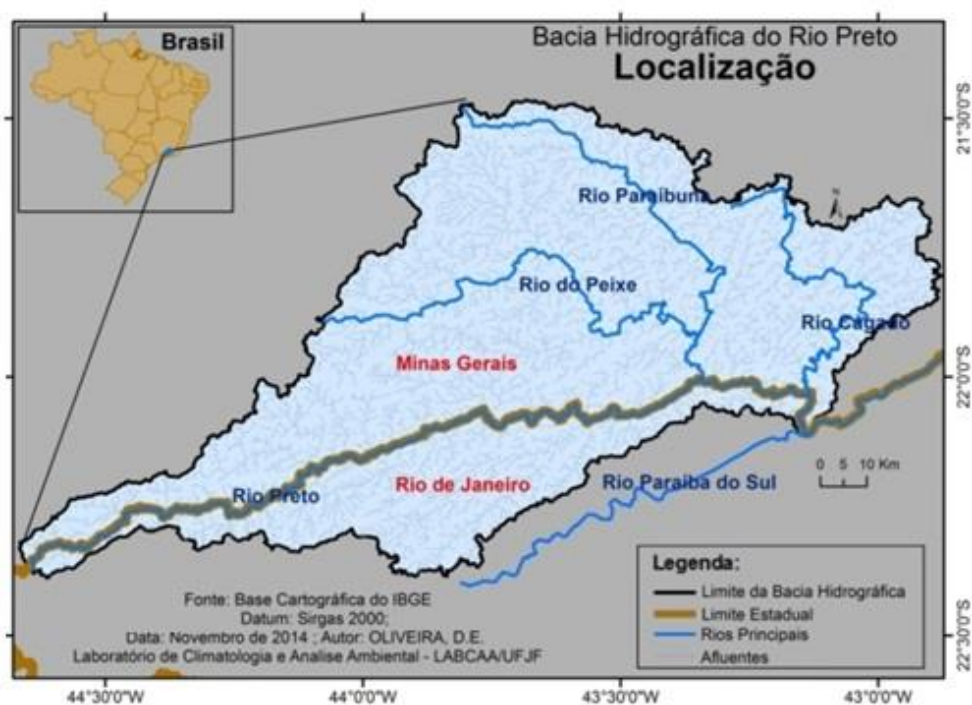 Brasil
Bacia Hidrográfica do Rio Preto
Localização
21°30'0"S
Rio Paraibuna
Rio do Peixe
Rio Cagado
Minas Gerais
22°0'0"S
Rio de Janeiro
Rio Paraiba do Sul
Rio Preto
N
0 5 10 Km
Legenda:
Limite da Bacia Hidrográfica
Limite Estadual
Rios Principais
Afluentes
Fonte: Base Cartográfica do IBGE
Datum: Sirgas 2000;
Data: Novembro de 2014 ; Autor: OLIVEIRA, D.E.
Laboratório de Climatologia e Analise Ambiental - LABCAA/UFJF
22°30'0"S
44°30'0"W
44°0'0"W
43°30'0"W
43°0'0"W